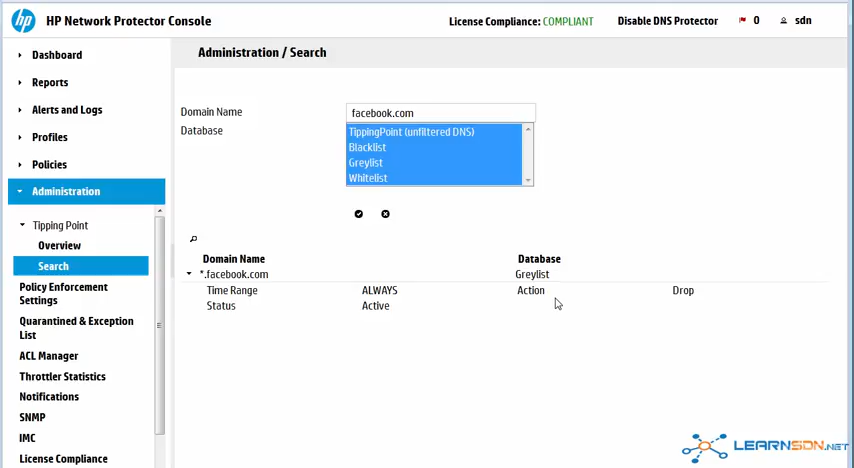 hp HP Network Protector Console
License Compliance: COMPLIANT Disable DNS Protector 0 sdn
Dashboard
Reports
Alerts and Logs
Profiles
Policies
Administration
Tipping Point
Overview
Search
Policy Enforcement
Settings
Quarantined & Exception
List
ACL Manager
Throttler Statistics
Notifications
SNMP
IMC
License Compliance
Administration / Search
Domain Name facebook.com
Database TippingPoint (unfiltered DNS)
Blacklist
Greylist
Whitelist
Domain Name Database
*.facebook.com Greylist
Time Range ALWAYS Action Drop
Status Active
LEARNSDN.NET